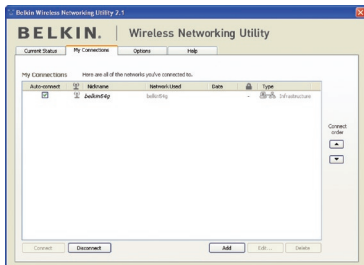 Belkin Wireless Networking Utility 2.1
BELKIN. Wireless Networking Utility
Current Status My Connections Options Help
My Connections Here are all of the networks you've connected to.
Auto-connect Nickname Network Used Date Type
belkin54g belkin54g - Infrastructure
Connect
order
Connect Disconnect Add Edit... Delete